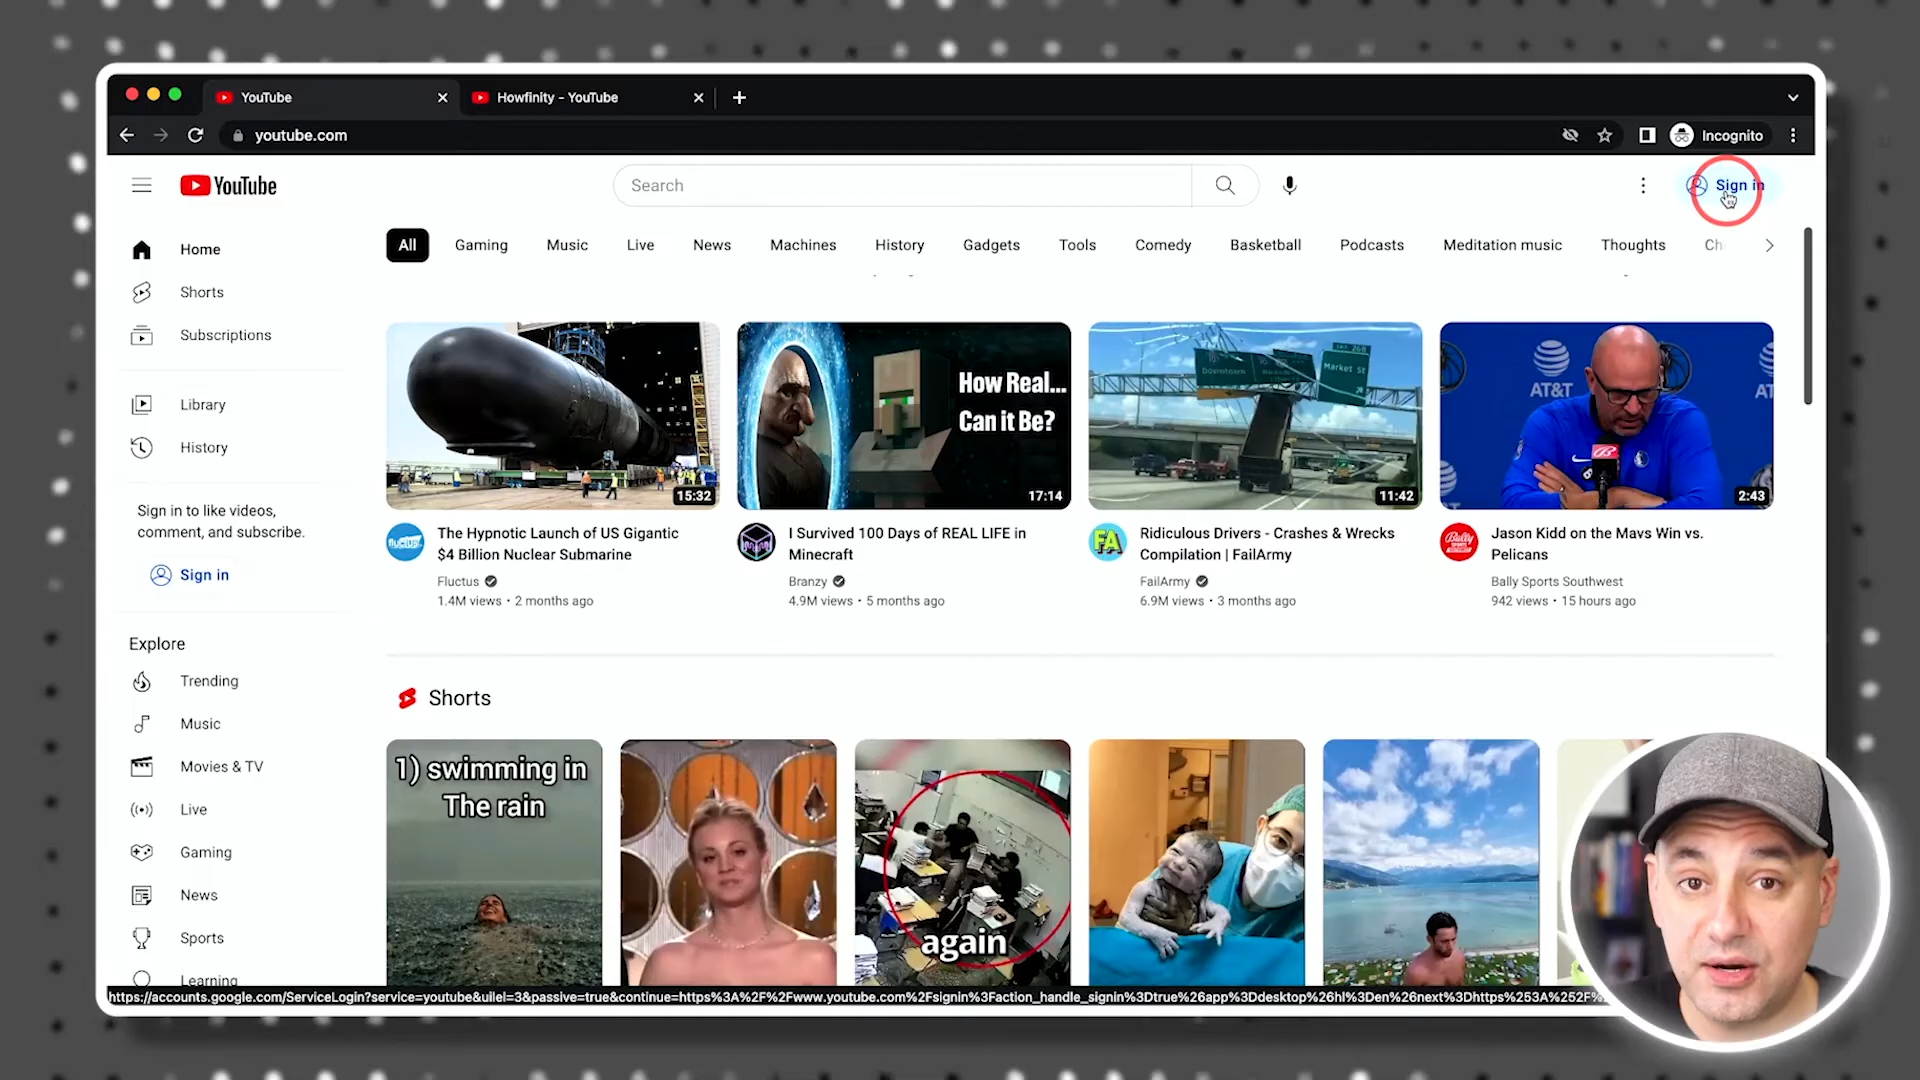 YouTube
Howfinity - YouTube
youtube.com
Incognito
YouTube
Search
Sign in
All
Gaming
Music
Live
News
Machines
History
Gadgets
Tools
Comedy
Basketball
Podcasts
Meditation music
Thoughts
Home
Shorts
Subscriptions
Library
History
Sign in to like videos,
comment, and subscribe.
Sign in
Explore
Trending
Music
Movies & TV
Live
Gaming
News
Sports
Learning
15:32
The Hypnotic Launch of US Gigantic
$4 Billion Nuclear Submarine
Fluctus
1.4M views • 2 months ago
How Real...
Can it Be?
17:14
I Survived 100 Days of REAL LIFE in
Minecraft
Branzy
4.9M views • 5 months ago
Market St
11:42
FA
Ridiculous Drivers - Crashes & Wrecks
Compilation | FailArmy
FailArmy
6.9M views • 3 months ago
AT&T
2:43
Jason Kidd on the Mavs Win vs.
Pelicans
Bally Sports Southwest
942 views • 15 hours ago
Shorts
1) swimming in
The rain
again
https://accounts.google.com/ServiceLogin?service=youtube&uilel=3&passive=true&continue=https%3A%2F%2Fwww.youtube.com%2Fsignin%3Faction_handle_signin%3Dtrue%26app%3Ddesktop%26hl%3Den%26next%3Dhttps%253A%252F%